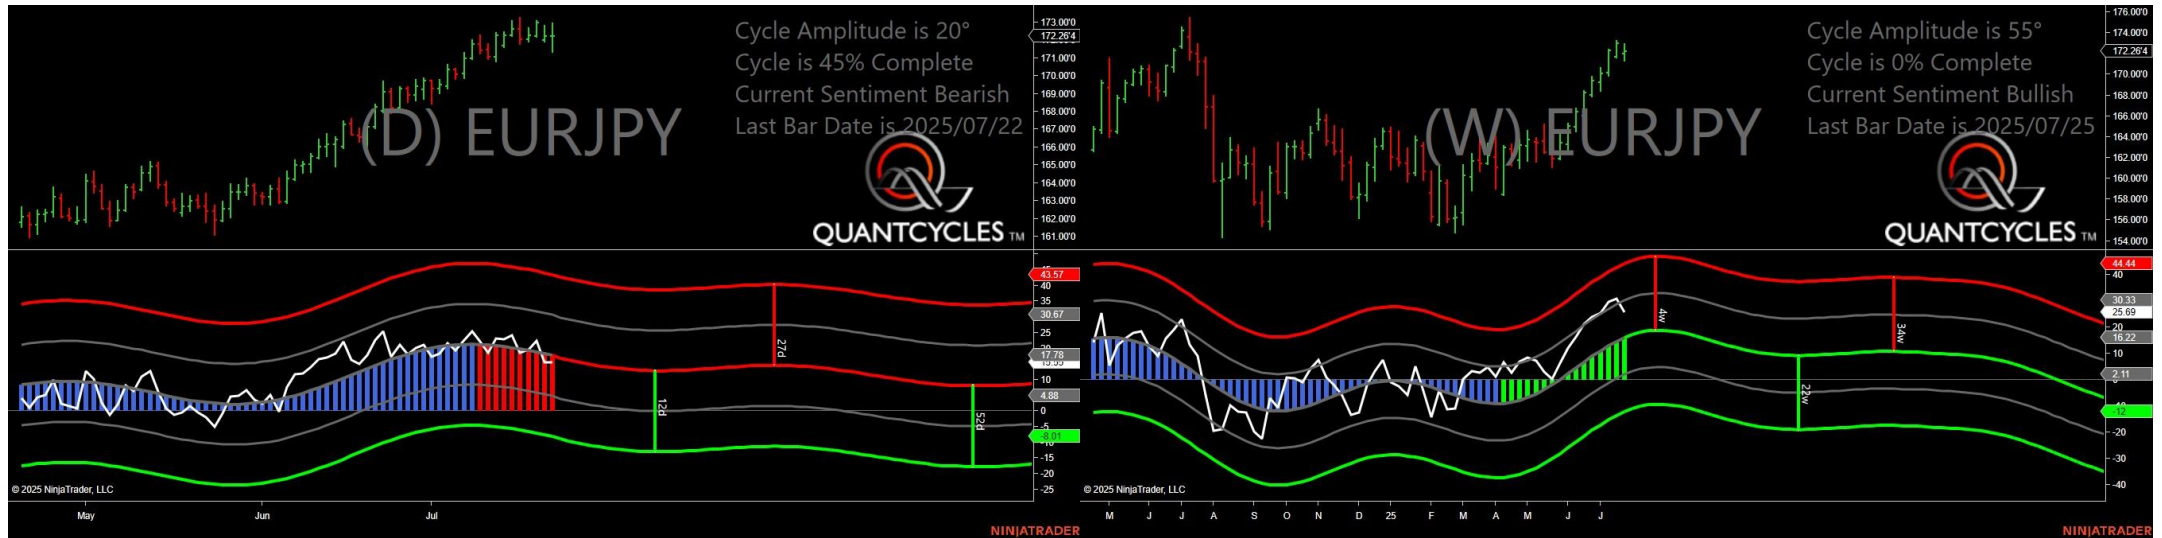 Cycle Amplitude is 20°
Cycle is 45% Complete
Current Sentiment Bearish
Last Bar Date is 2025/07/22
(D) EURJPY
QUANTCYCLES TM
173.00'0
172.26'4
171.00'0
170.00'0
169.00'0
168.00'0
167.00'0
166.00'0
165.00'0
164.00'0
163.00'0
162.00'0
161.00'0
43.57
40
35
30.67
25
17.78
10
4.88
0
-5
-8.01
-15
-20
-25
12d
27d
52d
© 2025 NinjaTrader, LLC
May
Jun
Jul
NINJATRADER
Cycle Amplitude is 55°
Cycle is 0% Complete
Current Sentiment Bullish
Last Bar Date is 2025/07/25
(W) EURJPY
QUANTCYCLES TM
176.00'0
174.00'0
172.26'4
170.00'0
168.00'0
166.00'0
164.00'0
162.00'0
160.00'0
158.00'0
156.00'0
154.00'0
44.44
40
30.33
25.69
20
16.22
10
2.11
-12
-20
-30
-40
4w
22w
34w
© 2025 NinjaTrader, LLC
M J J A S O N D 25 F M A M J J
NINJATRADER